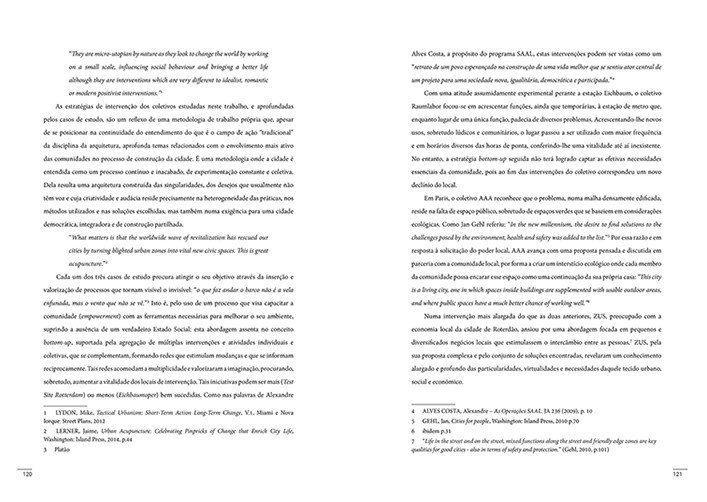 “They are micro-utopian by nature as they look to change the world by working
on a small scale, influencing social behaviour and bringing a better life
although they are interventions which are very different to idealist, romantic
or modern positivist interventions.”¹
As estratégias de intervenção dos coletivos estudadas neste trabalho, e aprofundadas
pelos casos de estudo, são um reflexo de uma metodologia de trabalho própria que, apesar
de se posicionar na continuidade do entendimento do que é o campo de ação “tradicional”
da disciplina da arquitetura, aprofunda temas relacionados com o envolvimento mais ativo
das comunidades no processo de construção da cidade. É uma metodologia onde a cidade é
entendida como um processo contínuo e inacabado, de experimentação constante e coletiva.
Dela resulta uma arquitetura construída das singularidades, dos desejos que usualmente não
têm voz e cuja criatividade e audácia reside precisamente na heterogeneidade das práticas, nos
métodos utilizados e nas soluções escolhidas, mas também numa exigência para uma cidade
democrática, integradora e de construção partilhada.
“What matters is that the worldwide wave of revitalization has rescued our
cities by turning blighted urban zones into vital new civic spaces. This is great
acupuncture.”²
Cada um dos três casos de estudo procura atingir o seu objetivo através da inserção e
valorização de processos que tornam visível o invisível: “o que faz andar o barco não é a vela
enfunada, mas o vento que não se vê.”³ Isto é, pelo uso de um processo que visa capacitar a
comunidade (empowerment) com as ferramentas necessárias para melhorar o seu ambiente,
suprindo a ausência de um verdadeiro Estado Social: esta abordagem assenta no conceito
bottom-up, suportada pela agregação de múltiplas intervenções e atividades individuais e
coletivas, que se complementam, formando redes que estimulam mudanças e que se informam
reciprocamente. Tais redes acomodam a multiplicidade e valorizaram a imaginação, procurando,
sobretudo, aumentar a vitalidade dos locais de intervenção. Tais iniciativas podem ser mais (Test
Site Rotterdam) ou menos (Eichbaumoper) bem sucedidas. Como nas palavras de Alexandre
1 LYDON, Mike, Tactical Urbanism: Short-Term Action Long-Term Change, V.1, Miami e Nova
Iorque: Street Plans, 2012
2 LERNER, Jaime, Urban Acupuncture: Celebrating Pinpricks of Change that Enrich City Life,
Washington: Island Press, 2014, p.44
3 Platão
120
Alves Costa, a propósito do programa SAAL, estas intervenções podem ser vistas como um
“retrato de um povo esperançado na construção de uma vida melhor que se sentiu ator central de
um projeto para uma sociedade nova, igualitária, democrática e participada.”⁴
Com uma atitude assumidamente experimental perante a estação Eichbaum, o coletivo
Raumlabor focou-se em acrescentar funções, ainda que temporárias, à estação de metro que,
enquanto lugar de uma única função, padecia de diversos problemas. Acrescentando-lhe novos
usos, sobretudo lúdicos e comunitários, o lugar passou a ser utilizado com maior frequência
e em horários diversos das horas de ponta, conferindo-lhe uma vitalidade até aí inexistente.
No entanto, a estratégia bottom-up seguida não terá logrado captar as efetivas necessidades
essenciais da comunidade, pois ao fim das intervenções do coletivo correspondeu um novo
declínio do local.
Em Paris, o coletivo AAA reconhece que o problema, numa malha densamente edificada,
reside na falta de espaço público, sobretudo de espaços verdes que se baseiem em considerações
ecológicas. Como Jan Gehl referiu: “In the new millennium, the desire to find solutions to the
challenges posed by the environment, health and safety was added to the list.”⁵ Por essa razão e em
resposta à solicitação do poder local, AAA avança com uma proposta pensada e discutida em
parceria com a comunidade local, por forma a criar um interstício ecológico onde cada membro
da comunidade possa encarar esse espaço como uma continuação da sua própria casa: “This city
is a living city, one in which spaces inside buildings are supplemented with usable outdoor areas,
and where public spaces have a much better chance of working well.”⁶
Numa intervenção mais alargada do que as duas anteriores, ZUS, preocupado com a
economia local da cidade de Roterdão, ansiou por uma abordagem focada em pequenos e
diversificados negócios locais que estimulassem o intercâmbio entre as pessoas.⁷ ZUS, pela
sua proposta complexa e pelo conjunto de soluções encontradas, revelaram um conhecimento
alargado e profundo das particularidades, virtualidades e necessidades daquele tecido urbano,
social e económico.
4 ALVES COSTA, Alexandre – As Operações SAAL. JA 236 (2009). p. 10
5 GEHL, Jan, Cities for people, Washington: Island Press, 2010 p.70
6 ibidem p.31
7 “Life in the street and on the street, mixed functions along the street and friendly edge zones are key
qualities for good cities - also in terms of safety and protection.” (Gehl, 2010, p.101)
121